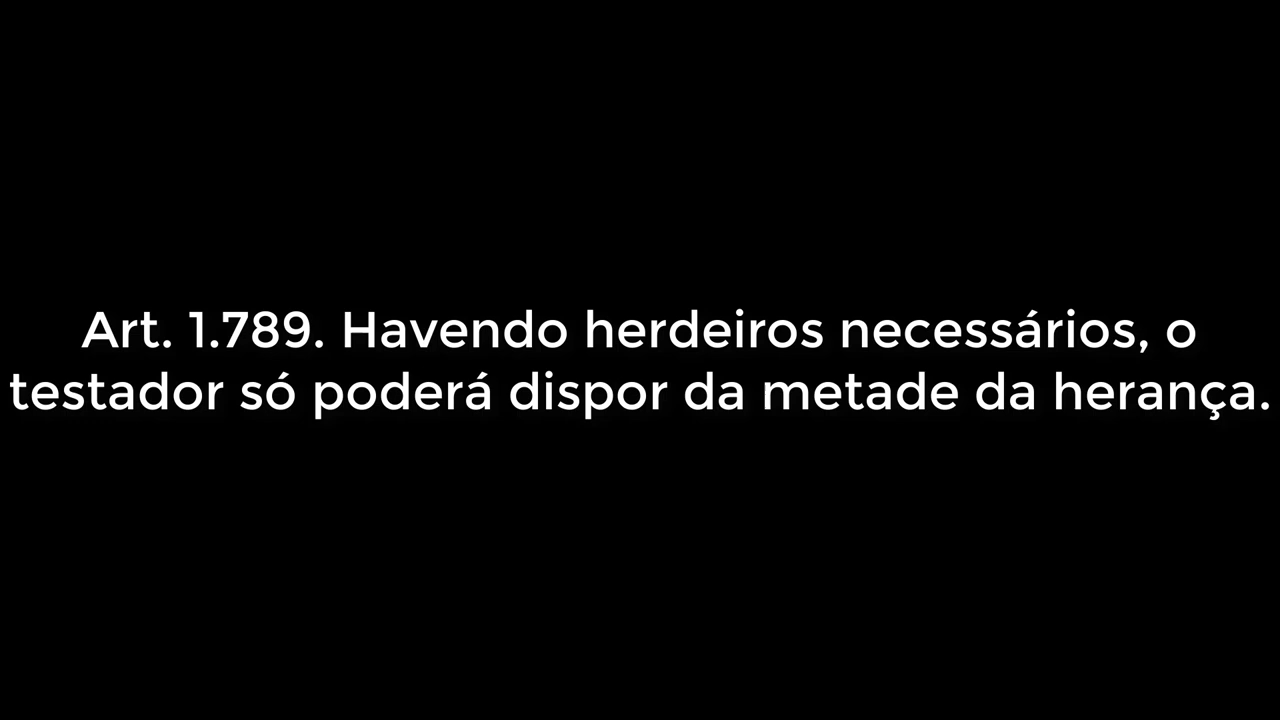 Art. 1.789. Havendo herdeiros necessários, o
testador só poderá dispor da metade da herança.